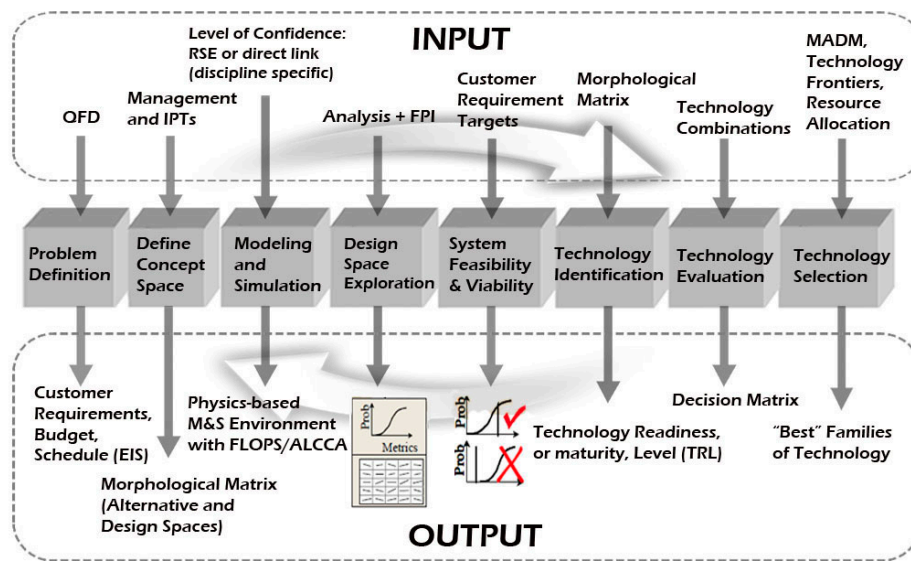 INPUT
QFD
Management
and IPTs
Level of Confidence:
RSE or direct link
(discipline specific)
Analysis + FPI
Customer
Requirement
Targets
Morphological
Matrix
Technology
Combinations
MADM,
Technology
Frontiers,
Resource
Allocation
Problem
Definition
Define
Concept
Space
Modeling
and
Simulation
Design
Space
Exploration
System
Feasibility
& Viability
Technology
Identification
Technology
Evaluation
Technology
Selection
Customer
Requirements,
Budget,
Schedule (EIS)
Morphological Matrix
(Alternative and
Design Spaces)
Physics-based
M&S Environment
with FLOPS/ALCCA
Prob
Metrics
Prob
Prob
Technology Readiness,
or maturity, Level (TRL)
Decision Matrix
“Best” Families
of Technology
OUTPUT